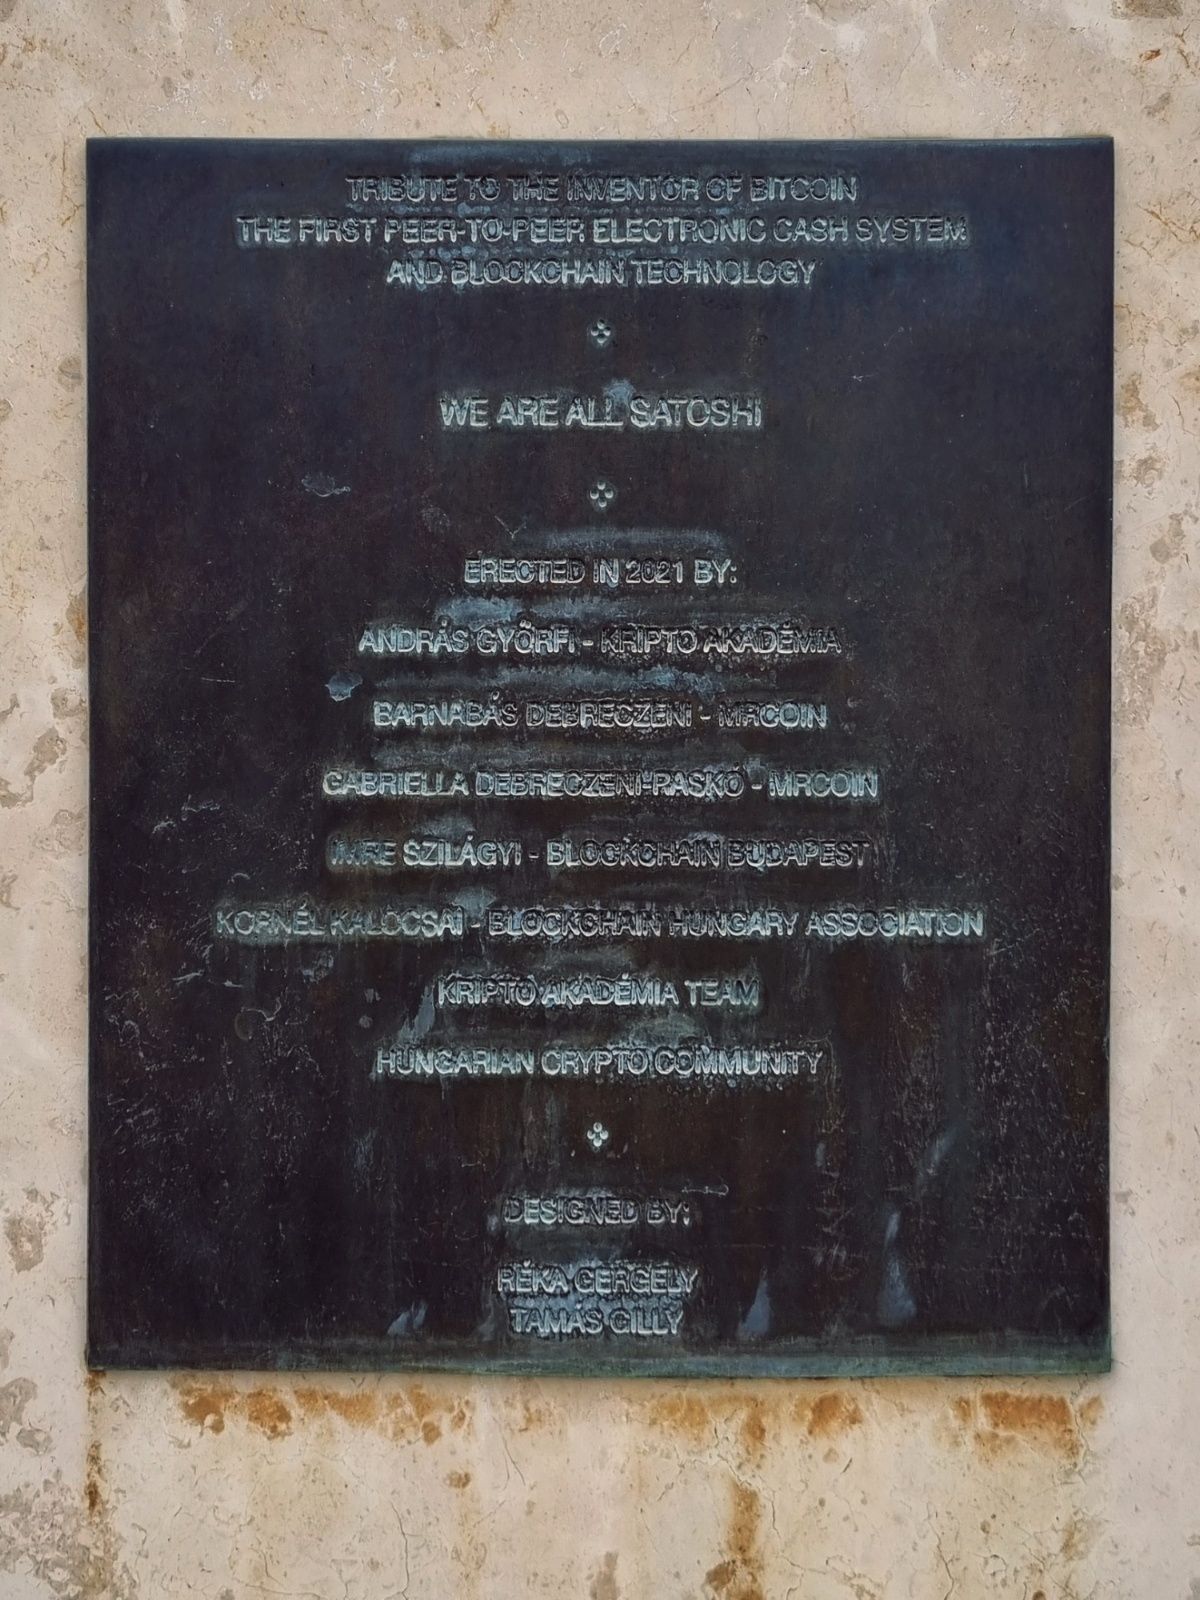 TRIBUTE TO THE INVENTOR OF BITCOIN
THE FIRST PEER-TO-PEER ELECTRONIC CASH SYSTEM
AND BLOCKCHAIN TECHNOLOGY
WE ARE ALL SATOSHI
ERECTED IN 2021 BY:
ANDRÁS GYŐRFI - KRIPTO AKADÉMIA
BARNABÁS DEBRECZENI - MRCOIN
GABRIELLA DEBRECZENI-RASKÓ - MRCOIN
IMRE SZILÁGYI - BLOCKCHAIN BUDAPEST
KORNÉL KALOCSAI - BLOCKCHAIN HUNGARY ASSOCIATION
KRIPTO AKADÉMIA TEAM
HUNGARIAN CRYPTO COMMUNITY
DESIGNED BY:
RÉKA GERGELY
TAMÁS GILLY